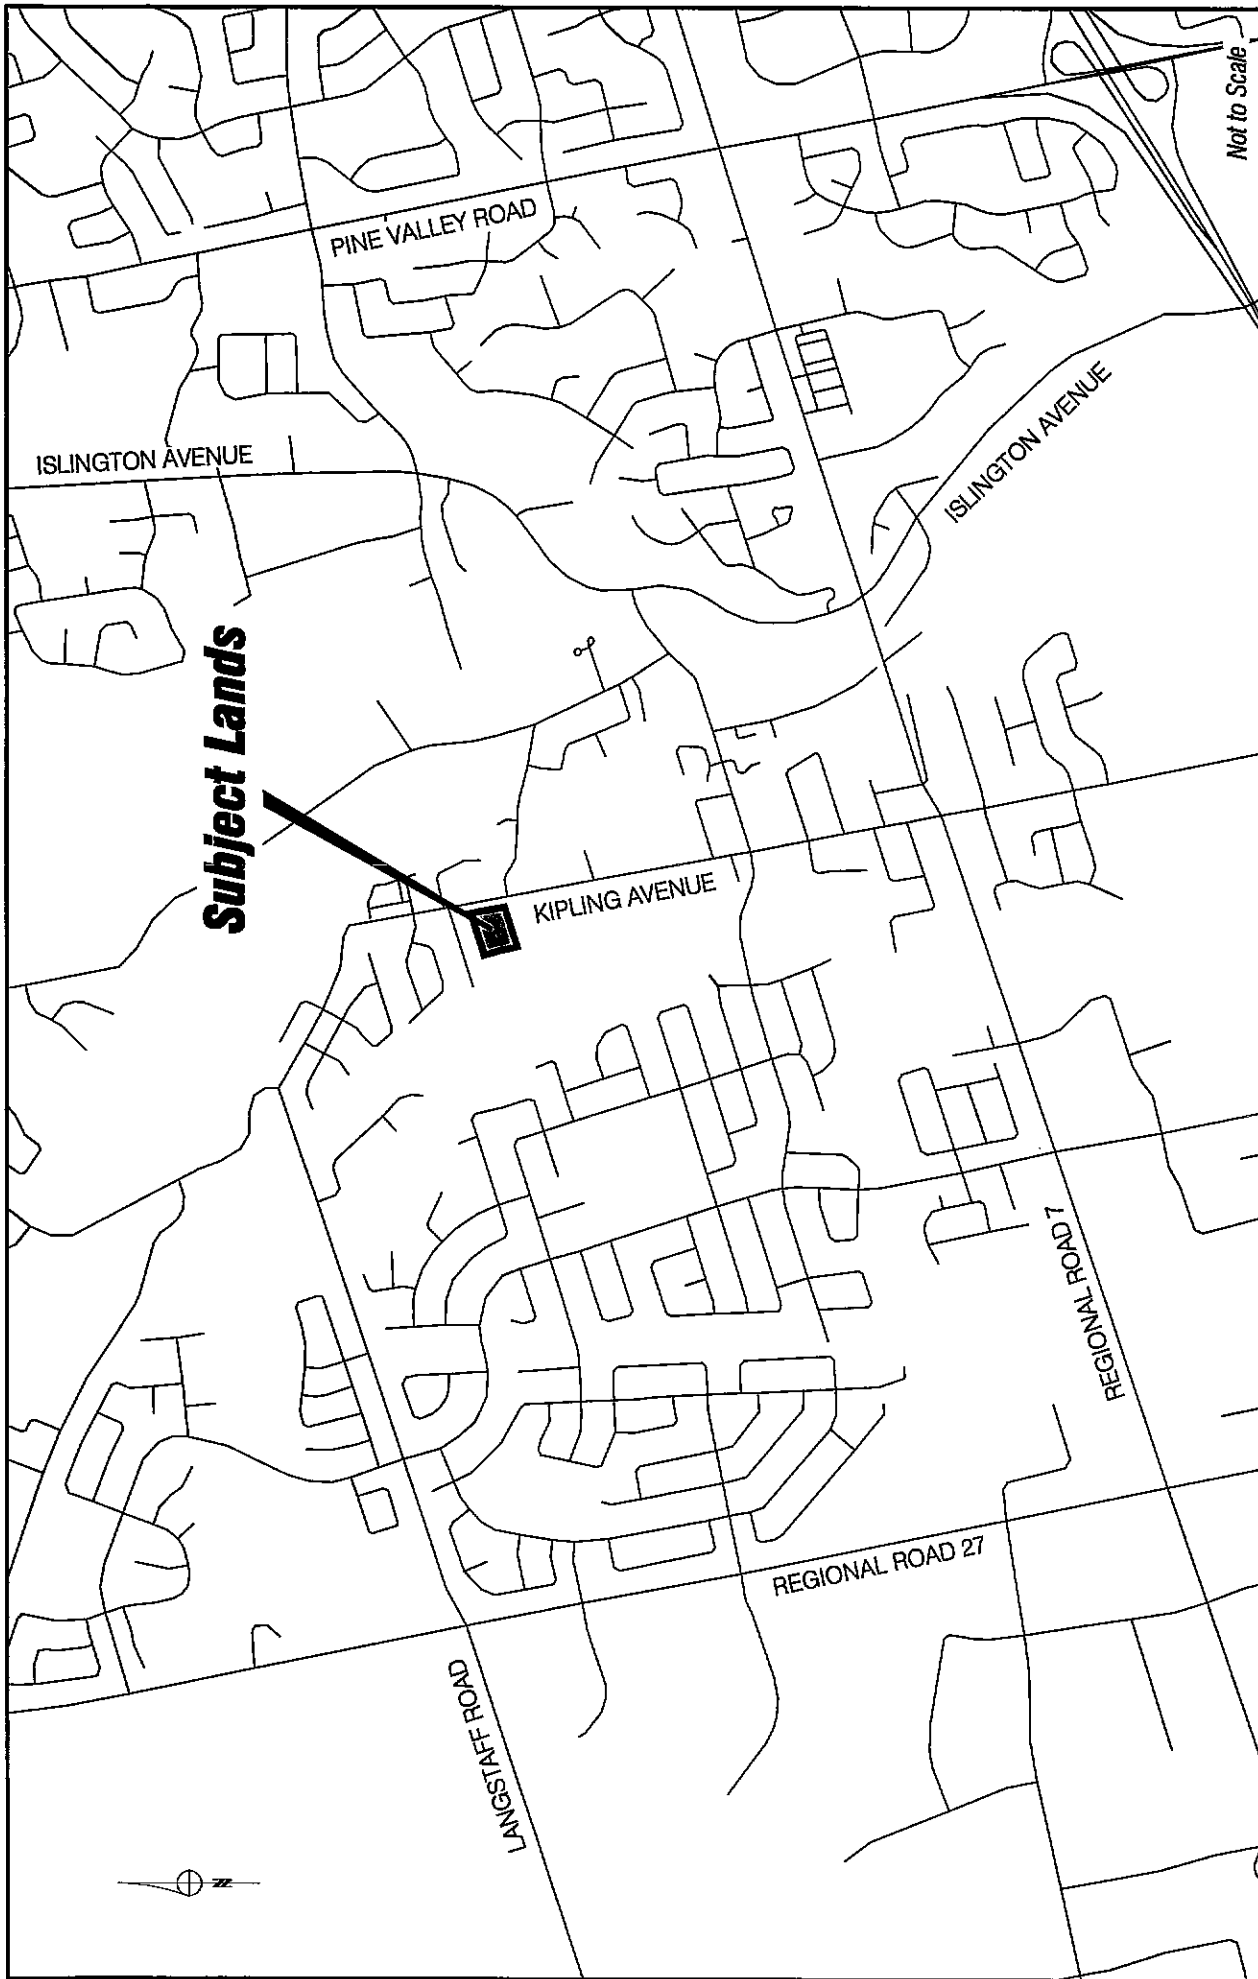 ISLINGTON AVENUE
PINE VALLEY ROAD
Not to Scale
ISLINGTON AVENUE
Subject Lands
KIPLING AVENUE
REGIONAL ROAD 7
REGIONAL ROAD 27
LANGSTAFF ROAD
N